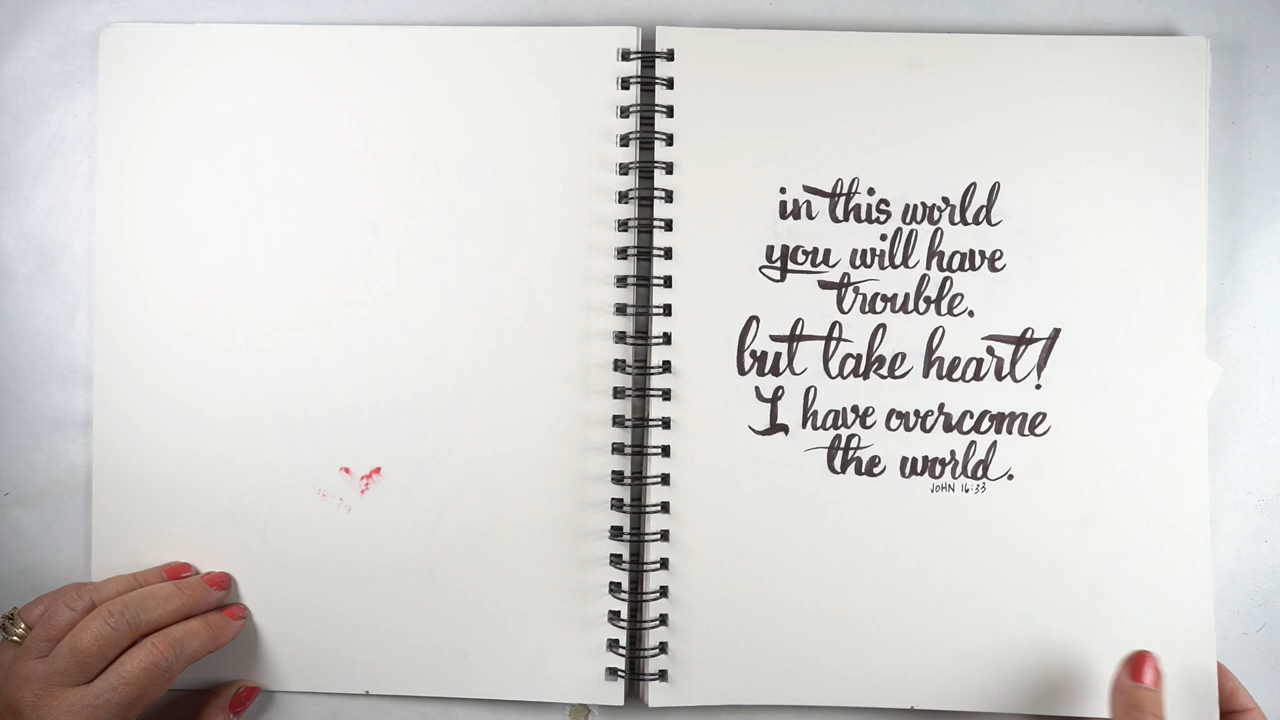 in this world
you will have
trouble.
but take heart!
I have overcome
the world.
JOHN 16:33